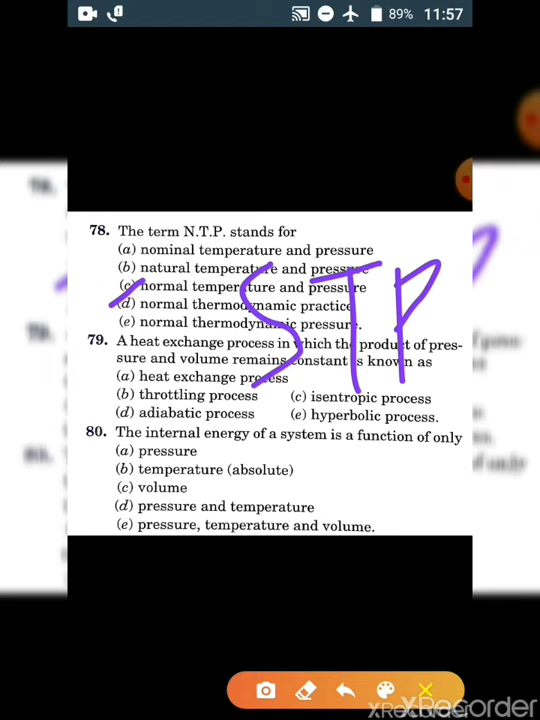 89% 11:57
78. The term N.T.P. stands for
(a) nominal temperature and pressure
(b) natural temperature and pressure
(c) normal temperature and pressure
(d) normal thermodynamic practice
(e) normal thermodynamic pressure.
STP
79. A heat exchange process in which the product of pres-
sure and volume remains constant is known as
(a) heat exchange process
(b) throttling process (c) isentropic process
(d) adiabatic process (e) hyperbolic process.
80. The internal energy of a system is a function of only
(a) pressure
(b) temperature (absolute)
(c) volume
(d) pressure and temperature
(e) pressure, temperature and volume.
XRecorder